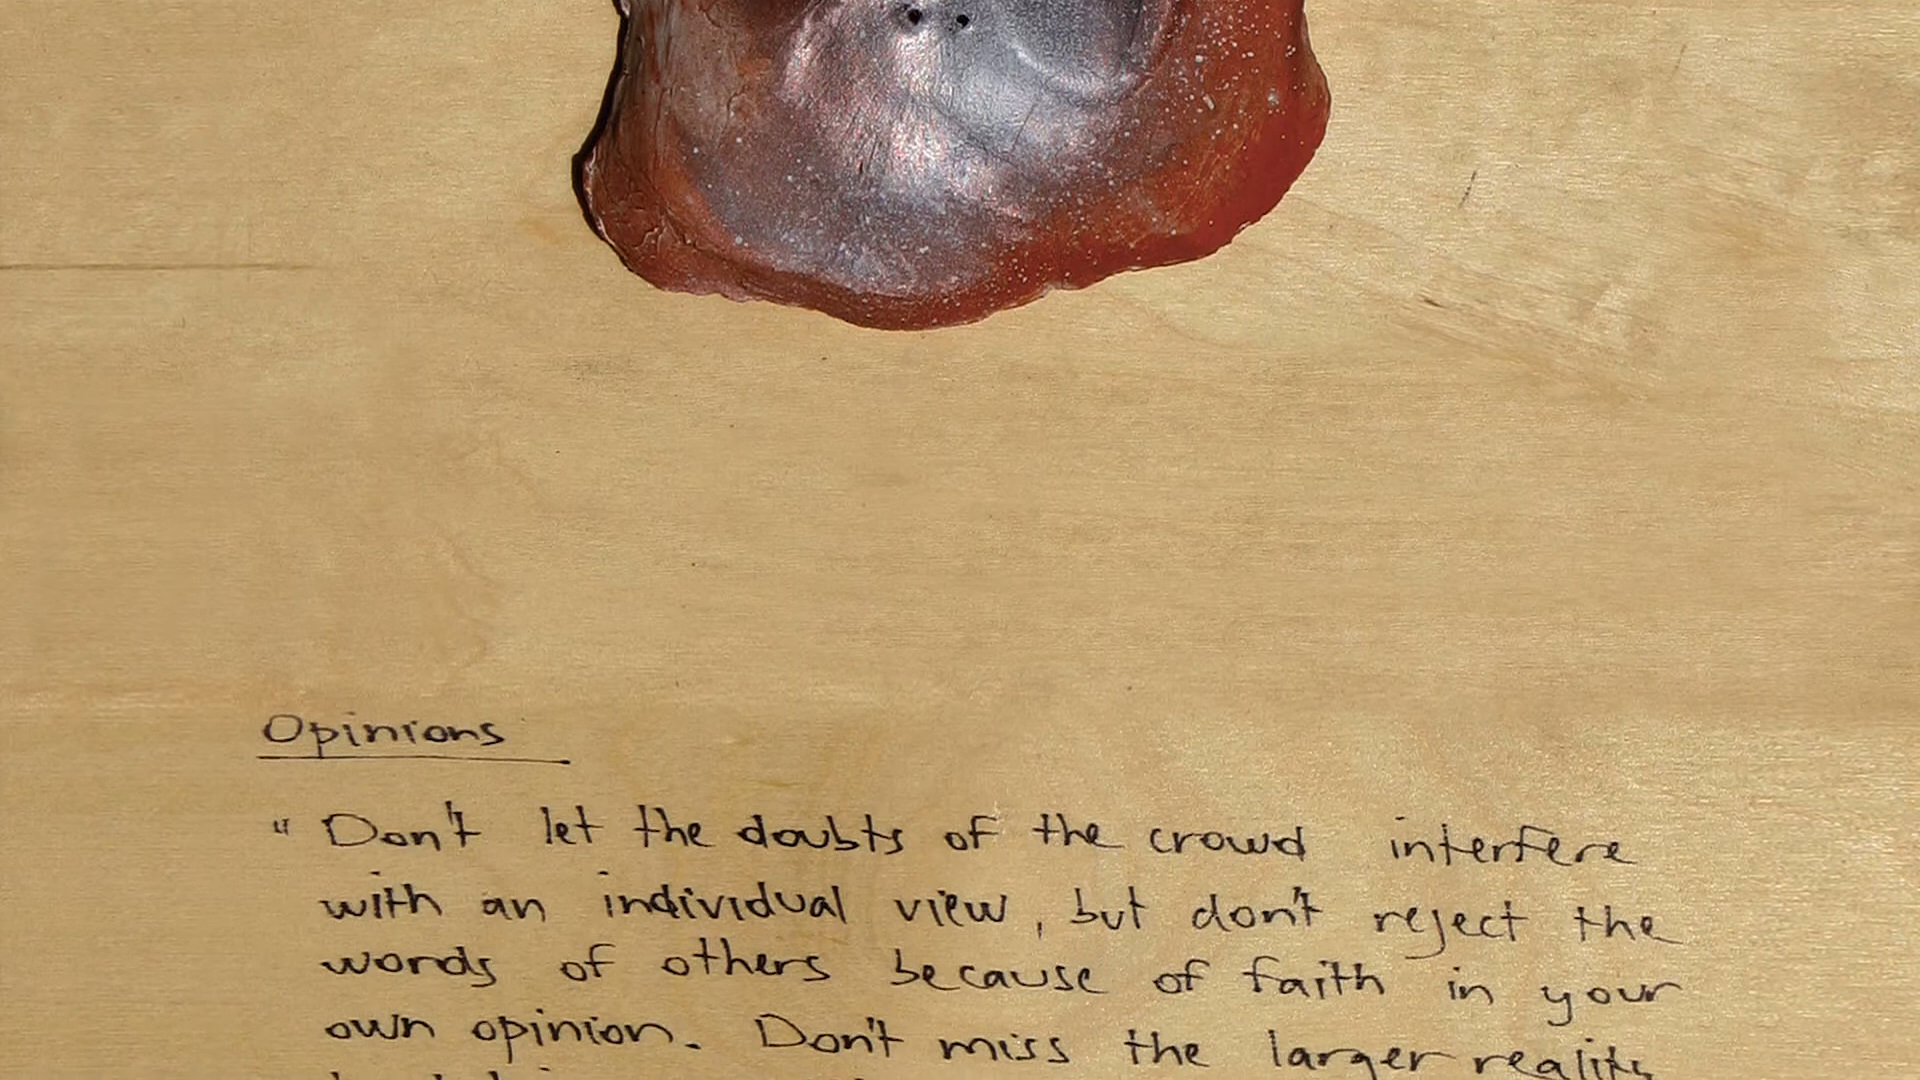 Opinions
" Don't let the doubts of the crowd interfere
with an individual view, but don't reject the
words of others because of faith in your
own opinion. Don't miss the larger reality